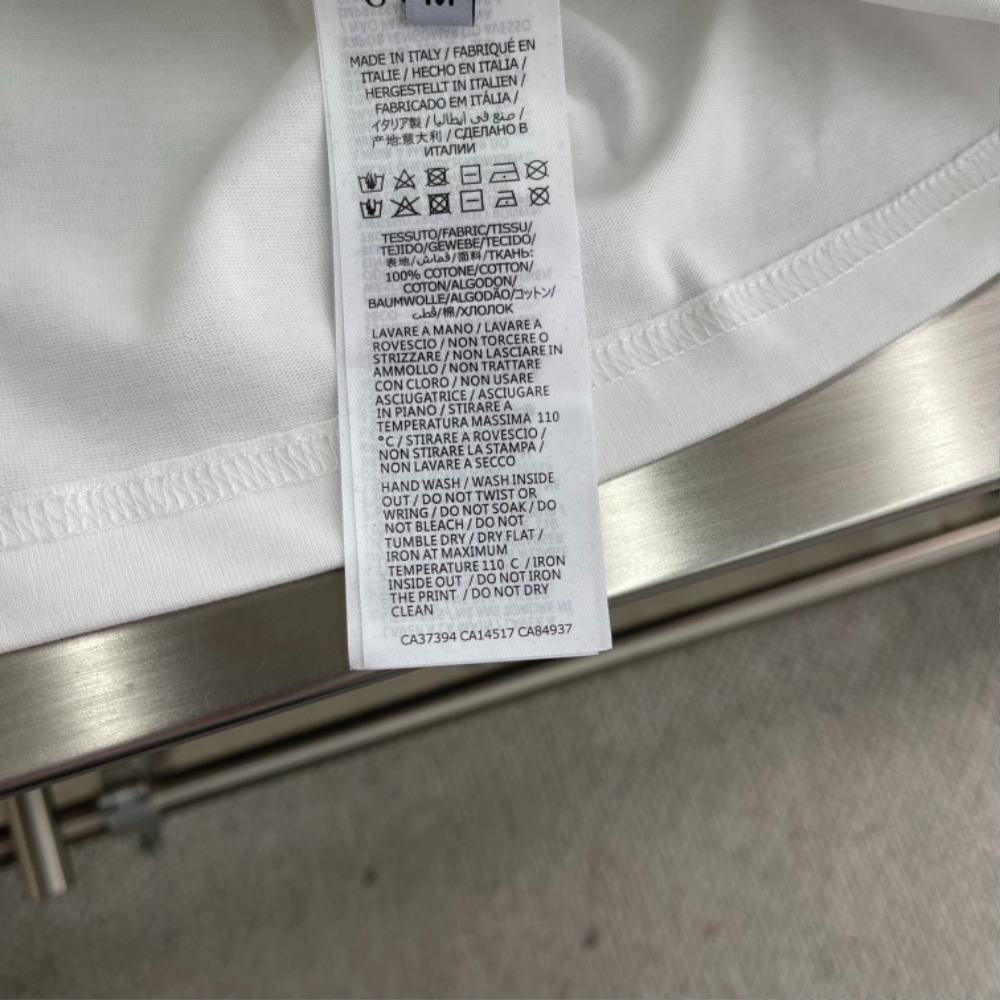 M
MADE IN ITALY / FABRIQUÉ EN
ITALIE / HECHO EN ITALIA /
HERGESTELLT IN ITALIEN /
FABRICADO EM ITÁLIA /
イタリア製 / صنع في ايطاليا /
产地:意大利 / СДЕЛАНО В
ИТАЛИИ
TESSUTO/FABRIC/TISSU/
TEJIDO/GEWEBE/TECIDO/
表地/قماش/面料/ТКАНЬ:
100% COTONE/COTTON/
COTON/ALGODON/
BAUMWOLLE/ALGODÃO/コットン/
قطن/棉/ХЛОПОК
LAVARE A MANO / LAVARE A
ROVESCIO / NON TORCERE O
STRIZZARE / NON LASCIARE IN
AMMOLLO / NON TRATTARE
CON CLORO / NON USARE
ASCIUGATRICE / ASCIUGARE
IN PIANO / STIRARE A
TEMPERATURA MASSIMA 110
°C / STIRARE A ROVESCIO /
NON STIRARE LA STAMPA /
NON LAVARE A SECCO
HAND WASH / WASH INSIDE
OUT / DO NOT TWIST OR
WRING / DO NOT SOAK / DO
NOT BLEACH / DO NOT
TUMBLE DRY / DRY FLAT /
IRON AT MAXIMUM
TEMPERATURE 110 C / IRON
INSIDE OUT / DO NOT IRON
THE PRINT / DO NOT DRY
CLEAN
CA37394 CA14517 CA84937